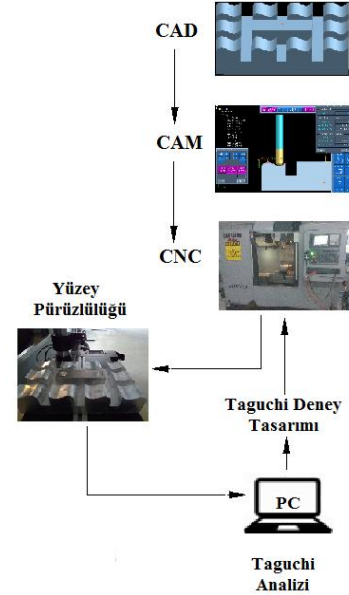 CAD
CAM
CNC
Yüzey
Pürüzlülüğü
Taguchi Deney
Tasarımı
PC
Taguchi
Analizi